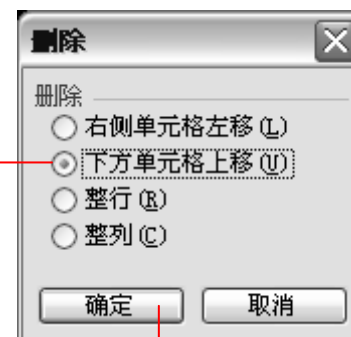 删除
删除
右侧单元格左移(L)
下方单元格上移(U)
整行(R)
整列(C)
确定 取消